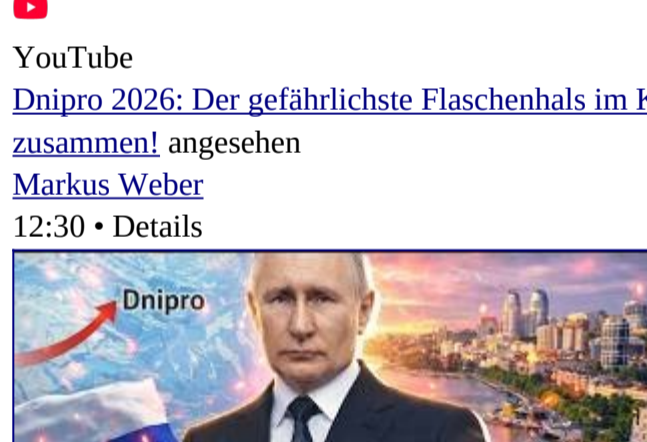 YouTube
Dnipro 2026: Der gefährlichste Flaschenhals im
zusammen! angesehen
Markus Weber
12:30 • Details
Dnipro